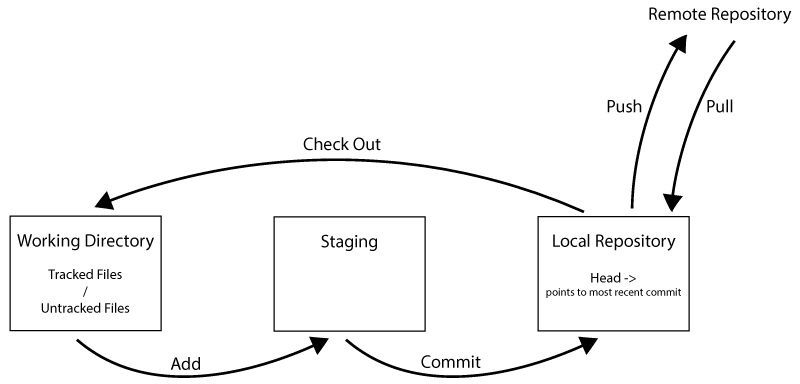 Remote Repository
Push
Pull
Check Out
Working Directory
Tracked Files
/
Untracked Files
Staging
Local Repository
Head ->
points to most recent commit
Add
Commit